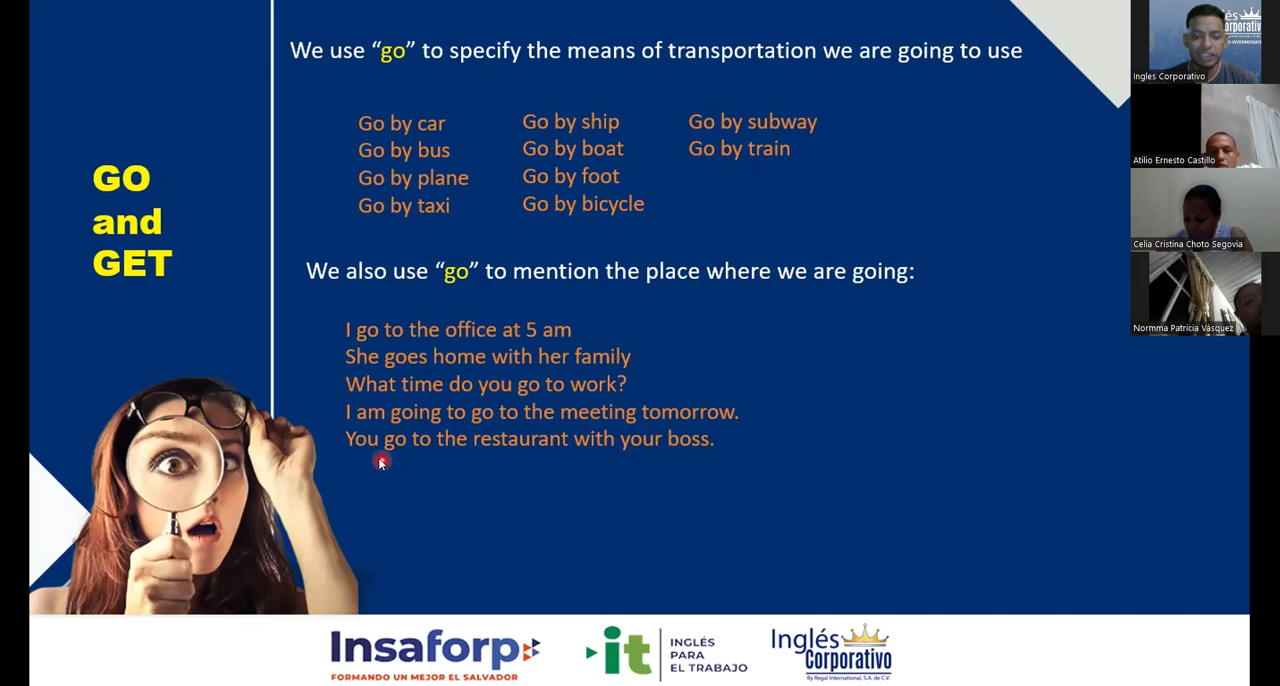 We use “go” to specify the means of transportation we are going to use
Go by car
Go by bus
Go by plane
Go by taxi
Go by ship
Go by boat
Go by foot
Go by bicycle
Go by subway
Go by train
GO
and
GET
We also use “go” to mention the place where we are going:
I go to the office at 5 am
She goes home with her family
What time do you go to work?
I am going to go to the meeting tomorrow.
You go to the restaurant with your boss.
Insaforp
FORMANDO UN MEJOR EL SALVADOR
it
INGLÉS
PARA
EL TRABAJO
Inglés
Corporativo
By Regal International, S.A. de C.V.
Ingles Corporativo
Atilio Ernesto Castillo
Celia Cristina Choto Segovia
Normma Patricia Vásquez